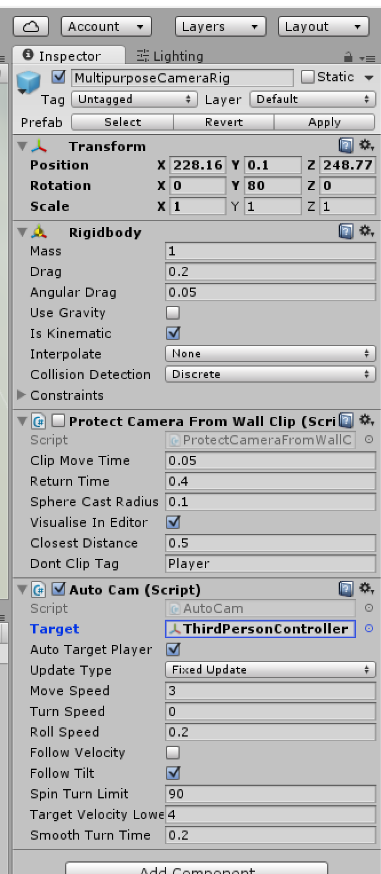 Account Layers Layout
Inspector Lighting
MultipurposeCameraRig Static
Tag Untagged Layer Default
Prefab Select Revert Apply
Transform
Position X 228.16 Y 0.1 Z 248.77
Rotation X 0 Y 80 Z 0
Scale X 1 Y 1 Z 1
Rigidbody
Mass 1
Drag 0.2
Angular Drag 0.05
Use Gravity
Is Kinematic
Interpolate None
Collision Detection Discrete
Constraints
Protect Camera From Wall Clip (Scri
Script ProtectCameraFromWallC
Clip Move Time 0.05
Return Time 0.4
Sphere Cast Radius 0.1
Visualise In Editor
Closest Distance 0.5
Dont Clip Tag Player
Auto Cam (Script)
Script AutoCam
Target ThirdPersonController
Auto Target Player
Update Type Fixed Update
Move Speed 3
Turn Speed 0
Roll Speed 0.2
Follow Velocity
Follow Tilt
Spin Turn Limit 90
Target Velocity Lowe 4
Smooth Turn Time 0.2
Add Component